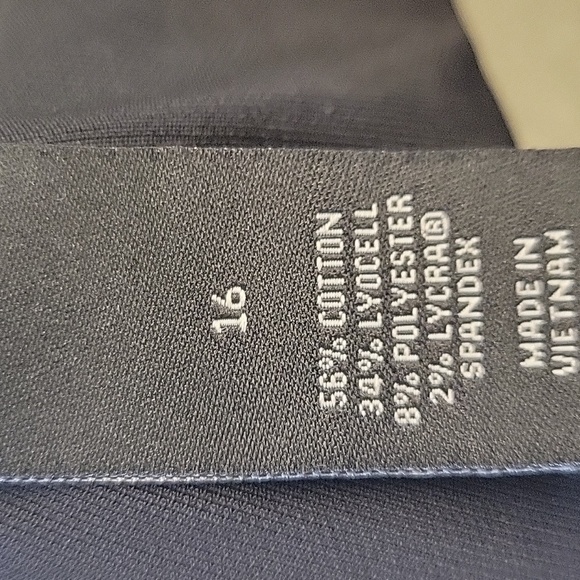 16
56% COTTON
34% LYOCELL
8% POLYESTER
2% LYCRA®
SPANDEX
MADE IN
VIETNAM